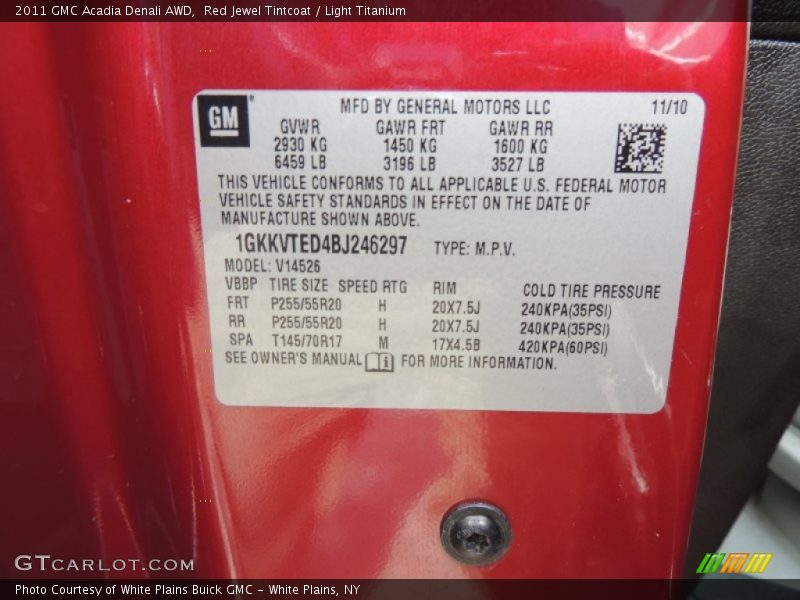 2011 GMC Acadia Denali AWD,  Red Jewel Tintcoat / Light Titanium
GM® MFD BY GENERAL MOTORS LLC 11/10
GVWR GAWR FRT GAWR RR
2930 KG 1450 KG 1600 KG
6459 LB 3196 LB 3527 LB
THIS VEHICLE CONFORMS TO ALL APPLICABLE U.S. FEDERAL MOTOR
VEHICLE SAFETY STANDARDS IN EFFECT ON THE DATE OF
MANUFACTURE SHOWN ABOVE.
1GKKVTED4BJ246297 TYPE: M.P.V.
MODEL: V14526
VBBP TIRE SIZE SPEED RTG RIM COLD TIRE PRESSURE
FRT P255/55R20 H 20X7.5J 240KPA(35PSI)
RR P255/55R20 H 20X7.5J 240KPA(35PSI)
SPA T145/70R17 M 17X4.5B 420KPA(60PSI)
SEE OWNER'S MANUAL i FOR MORE INFORMATION.
GTCARLOT.COM
Photo Courtesy of White Plains Buick GMC - White Plains, NY